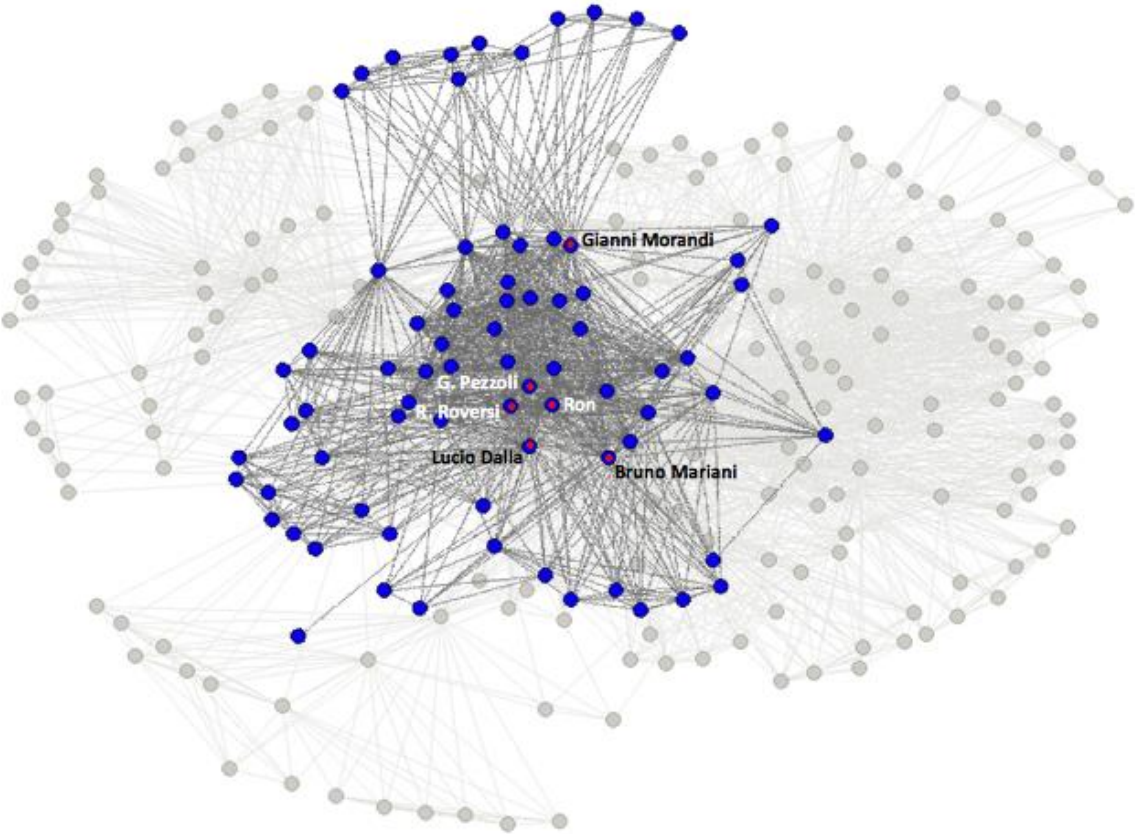 Gianni Morandi
G. Pezzoli
R. Roversi
Ron
Lucio Dalla
Bruno Mariani